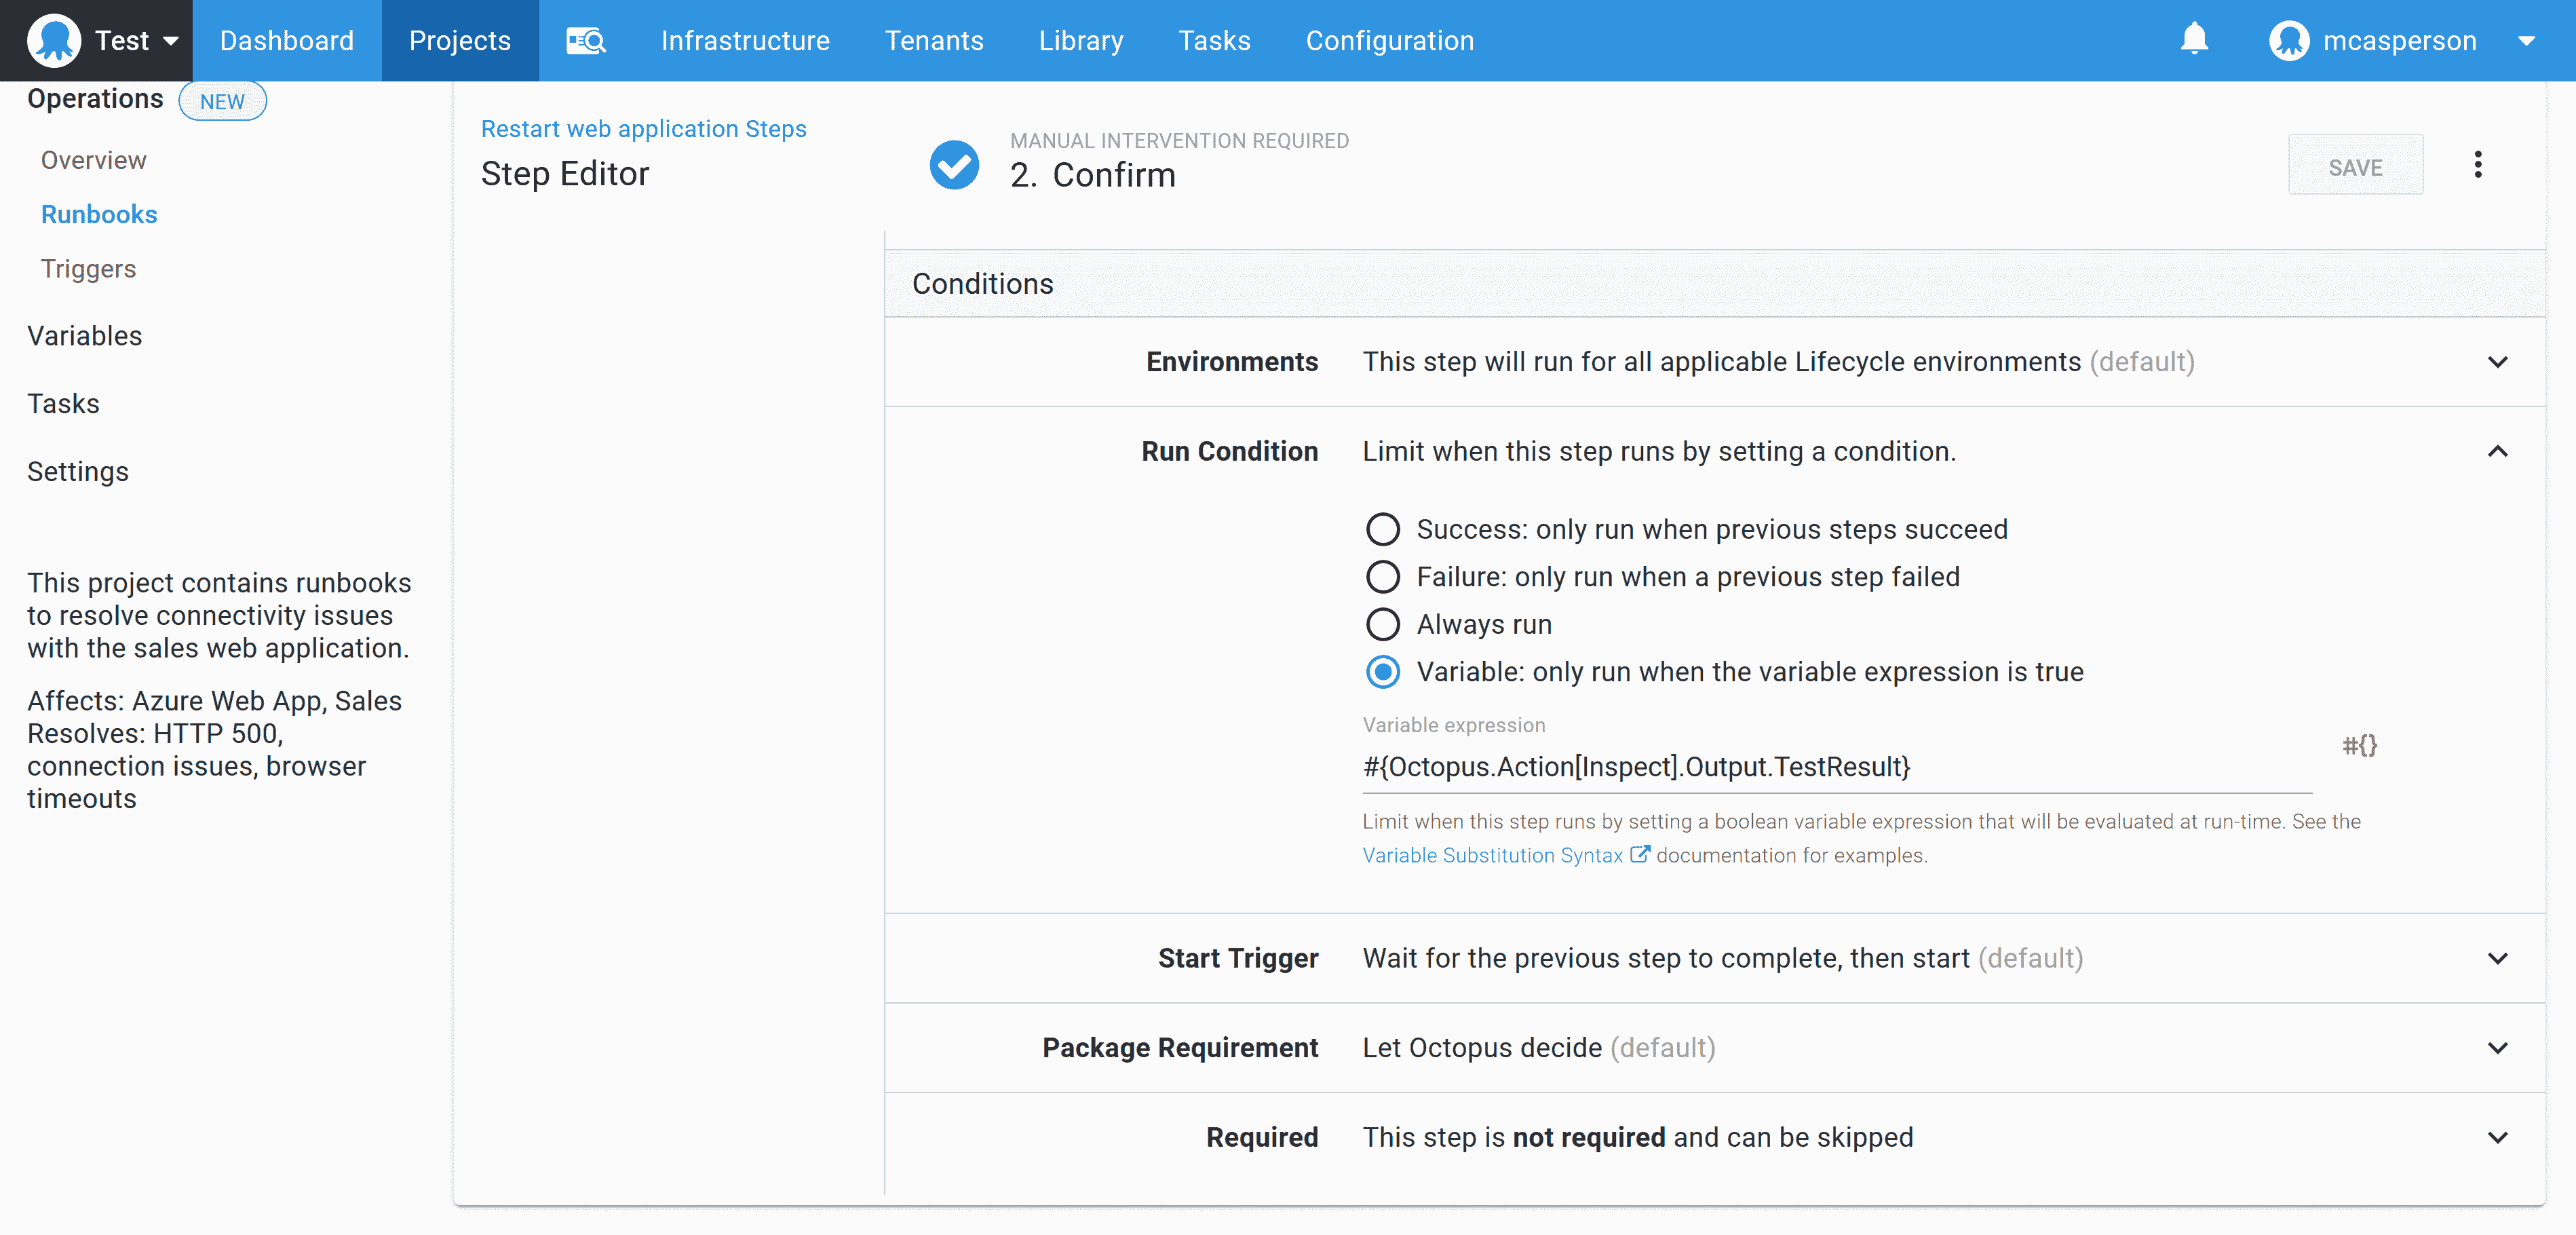 Test
Dashboard
Projects
Infrastructure
Tenants
Library
Tasks
Configuration
mcasperson
Operations NEW
Overview
Runbooks
Triggers
Variables
Tasks
Settings
This project contains runbooks
to resolve connectivity issues
with the sales web application.
Affects: Azure Web App, Sales
Resolves: HTTP 500,
connection issues, browser
timeouts
Restart web application Steps
Step Editor
MANUAL INTERVENTION REQUIRED
2. Confirm
SAVE
Conditions
Environments This step will run for all applicable Lifecycle environments (default)
Run Condition Limit when this step runs by setting a condition.
Success: only run when previous steps succeed
Failure: only run when a previous step failed
Always run
Variable: only run when the variable expression is true
Variable expression
#{Octopus.Action[Inspect].Output.TestResult}
#{}
Limit when this step runs by setting a boolean variable expression that will be evaluated at run-time. See the
Variable Substitution Syntax documentation for examples.
Start Trigger Wait for the previous step to complete, then start (default)
Package Requirement Let Octopus decide (default)
Required This step is not required and can be skipped